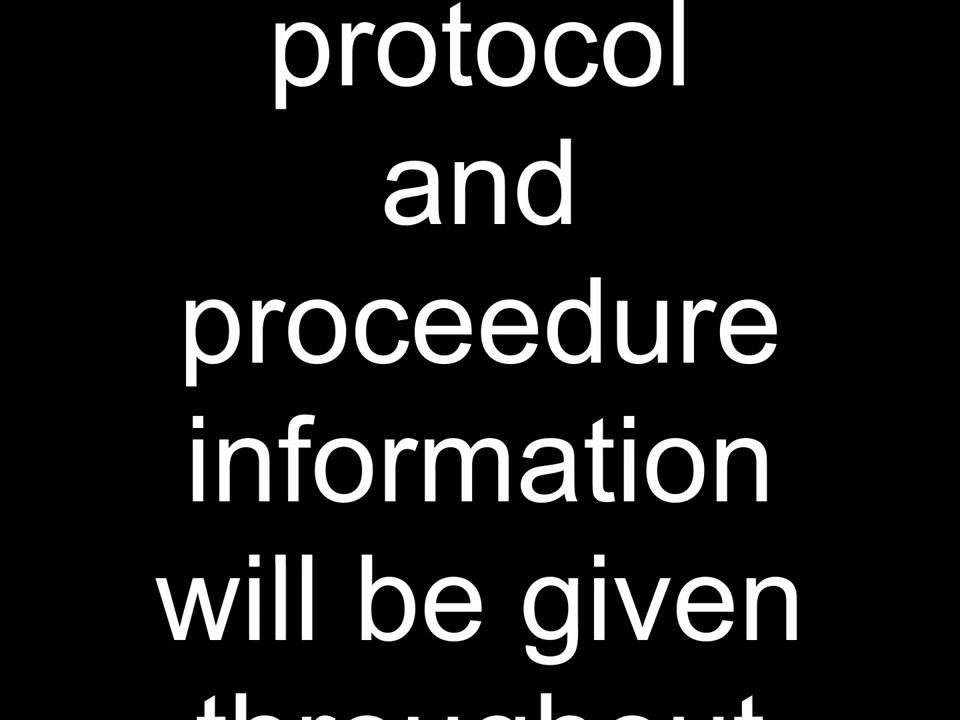 protocol
and
proceedure
information
will be given
throughout